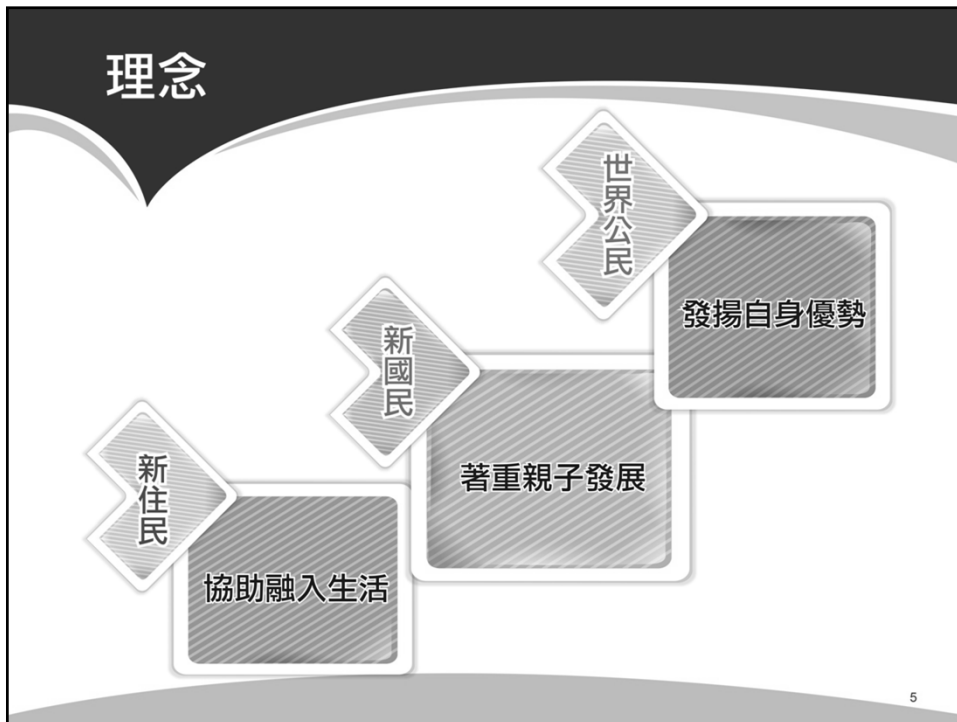 理念
世界公民
發揚自身優勢
新國民
著重親子發展
新住民
協助融入生活
5